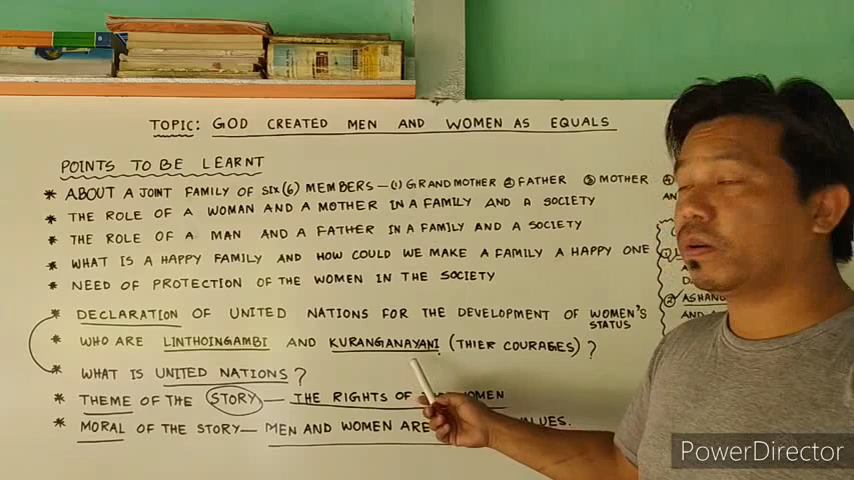 TOPIC: GOD CREATED MEN AND WOMEN AS EQUALS
POINTS TO BE LEARNT
* ABOUT A JOINT FAMILY OF SIX(6) MEMBERS — (1) GRANDMOTHER (2) FATHER (3) MOTHER (4)
* THE ROLE OF A WOMAN AND A MOTHER IN A FAMILY AND A SOCIETY
* THE ROLE OF A MAN AND A FATHER IN A FAMILY AND A SOCIETY
* WHAT IS A HAPPY FAMILY AND HOW COULD WE MAKE A FAMILY A HAPPY ONE
* NEED OF PROTECTION OF THE WOMEN IN THE SOCIETY
* DECLARATION OF UNITED NATIONS FOR THE DEVELOPMENT OF WOMEN'S STATUS
* WHO ARE LINTHOINGAMBI AND KURANGANAYANI (THIER COURAGES) ?
* WHAT IS UNITED NATIONS ?
* THEME OF THE STORY — THE RIGHTS OF WOMEN
* MORAL OF THE STORY — MEN AND WOMEN ARE
PowerDirector